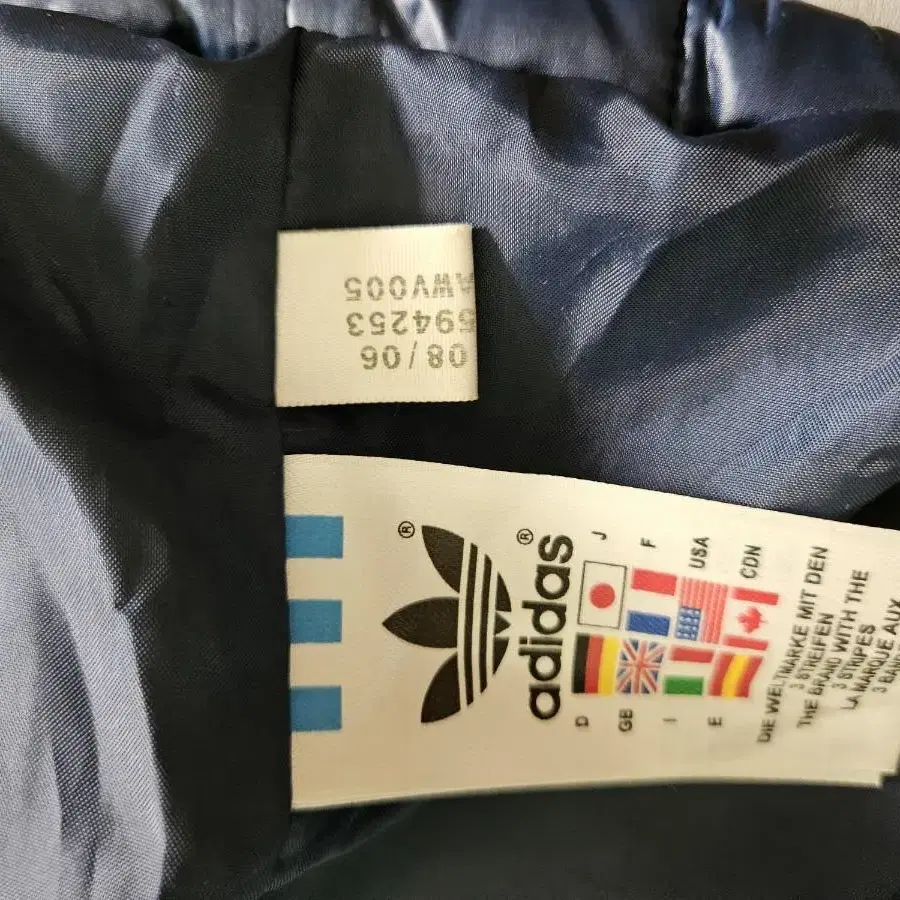 08/06
594253
AWV005
®
adidas ®
D J
GB F
I USA
E CDN
DIE WELTMARKE MIT DEN
3 STREIFEN
THE BRAND WITH THE
3 STRIPES
LA MARQUE AUX
3